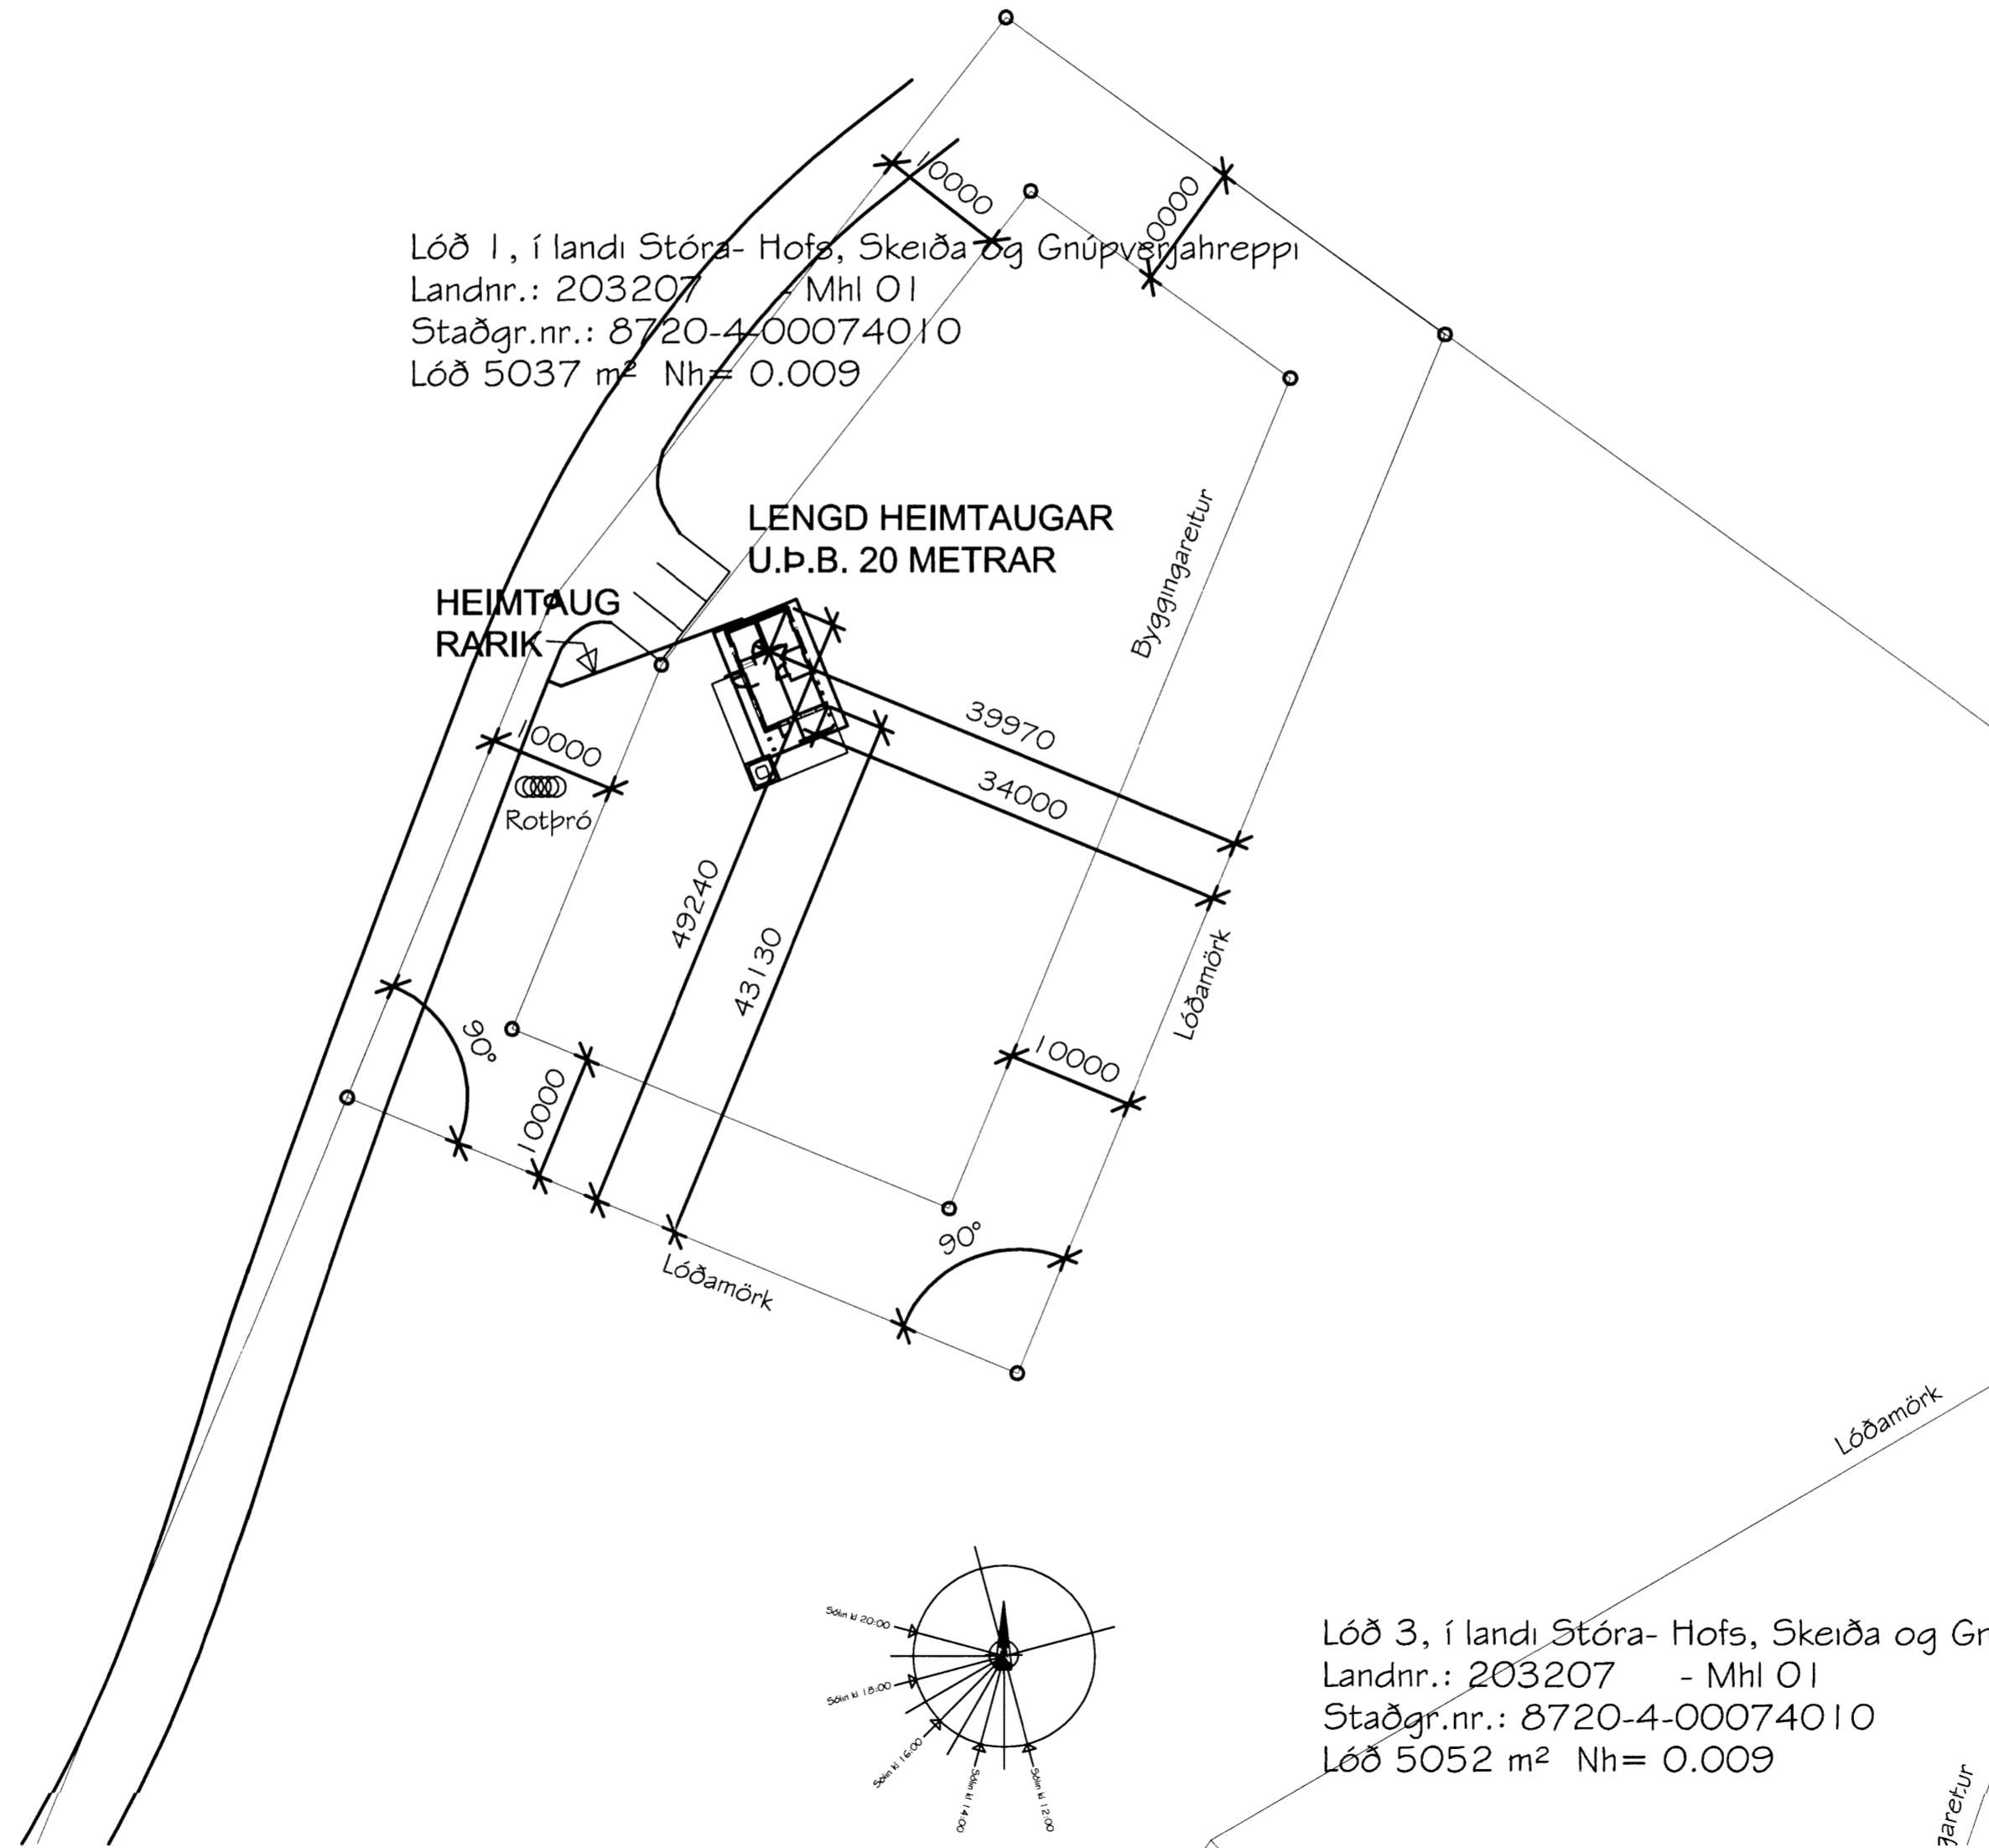 10000
10000
Lóð 1, í landi Stóra- Hofs, Skeiða og Gnúpverjahreppi
Landnr.: 203207 - Mhl 01
Staðgr.nr.: 8720-4-00074010
Lóð 5037 m² Nh= 0.009
LENGD HEIMTAUGAR
U.Þ.B. 20 METRAR
HEIMTAUG
RARIK
Byggingareitur
39970
34000
10000
Rotþró
49240
43130
Lóðamörk
90°
10000
10000
90°
Lóðamörk
Lóðamörk
Sólin kl 20:00
Sólin kl 18:00
Sólin kl 16:00
Sólin kl 14:00
Sólin kl 12:00
Lóð 3, í landi Stóra- Hofs, Skeiða og Gn
Landnr.: 203207 - Mhl 01
Staðgr.nr.: 8720-4-00074010
Lóð 5052 m² Nh= 0.009
gareitur